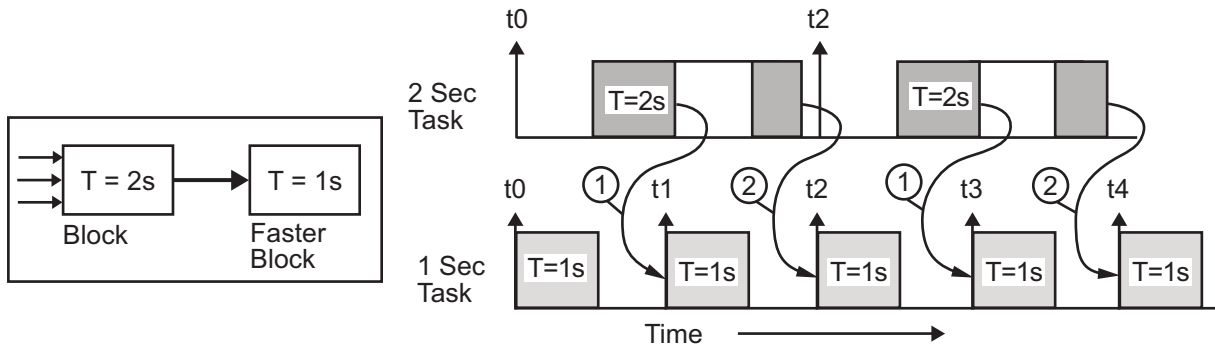 T = 2s
T = 1s
Block
Faster
Block
t0
t2
2 Sec
Task
T=2s
T=2s
1
2
1
2
t0
t1
t2
t3
t4
1 Sec
Task
T=1s
T=1s
T=1s
T=1s
T=1s
Time